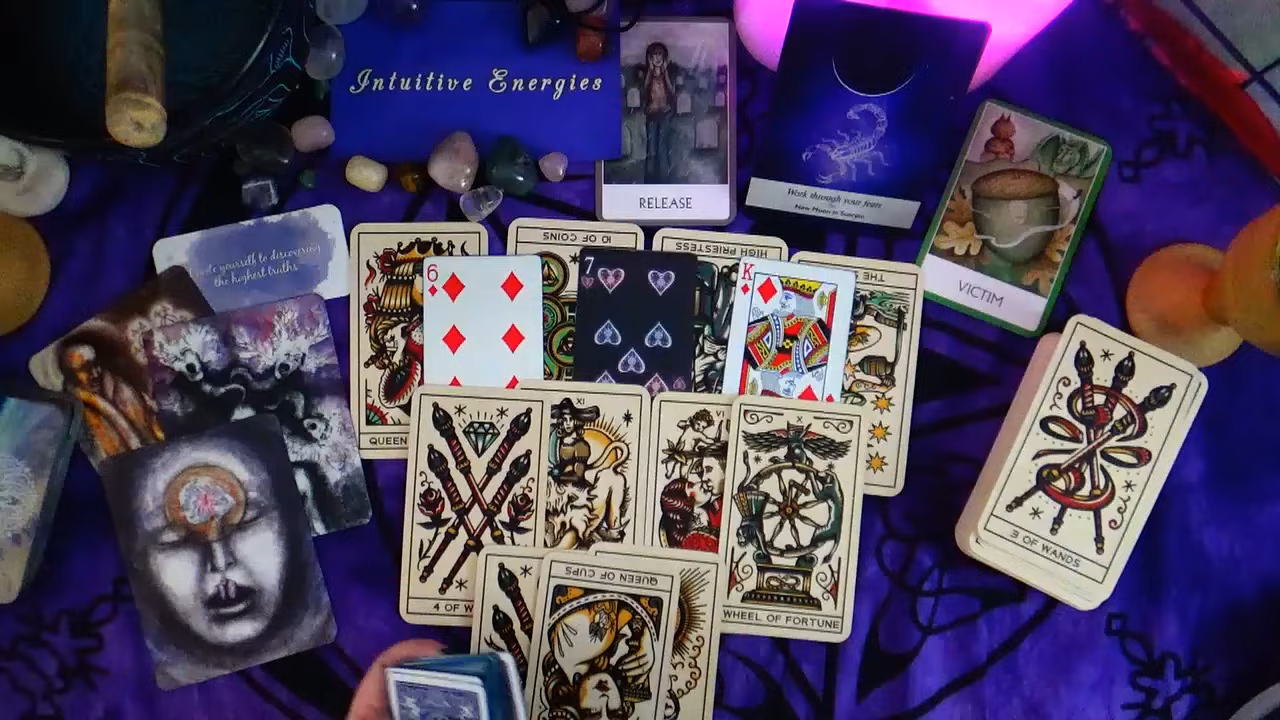 Intuitive Energies
RELEASE
Work through your fears
New Moon in Scorpio
VICTIM
yourself to discovering
the highest truths
10 OF COINS
HIGH PRIESTESS
THE S
6
7
K
QUEEN
XI
VI
X
4 OF W
WHEEL OF FORTUNE
3 OF WANDS
QUEEN OF CUPS